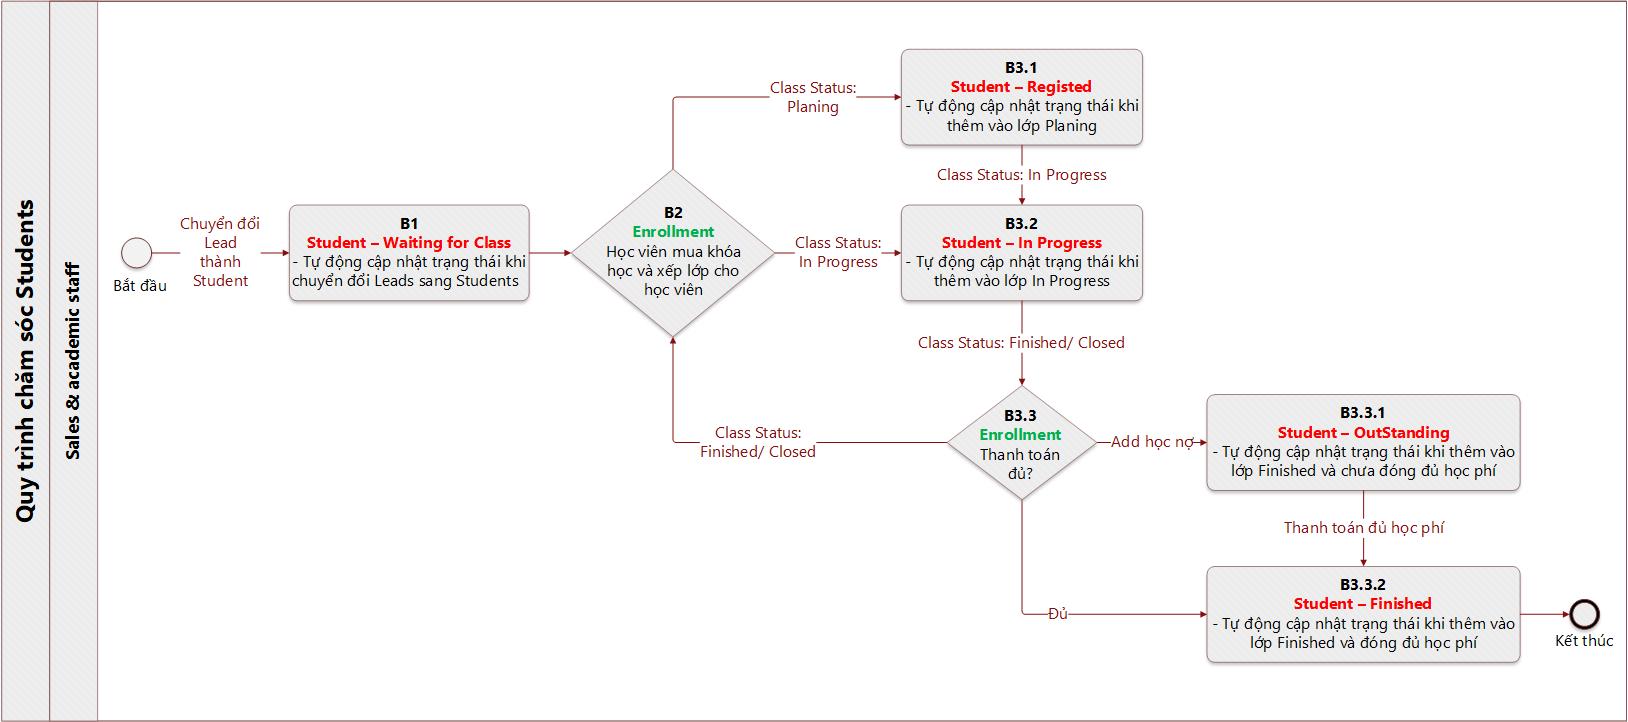 Quy trình chăm sóc Students
Sales & academic staff
Bắt đầu
Chuyển đổi
Lead
thành
Student
B1
Student – Waiting for Class
- Tự động cập nhật trạng thái khi
chuyển đổi Leads sang Students
B2
Enrollment
Học viên mua khóa
học và xếp lớp cho
học viên
Class Status:
Planing
B3.1
Student – Registed
- Tự động cập nhật trạng thái khi
thêm vào lớp Planing
Class Status: In Progress
Class Status:
In Progress
B3.2
Student – In Progress
- Tự động cập nhật trạng thái khi
thêm vào lớp In Progress
Class Status: Finished/ Closed
B3.3
Enrollment
Thanh toán
đủ?
Class Status:
Finished/ Closed
Add học nợ
B3.3.1
Student – OutStanding
- Tự động cập nhật trạng thái khi thêm vào
lớp Finished và chưa đóng đủ học phí
Thanh toán đủ học phí
Đủ
B3.3.2
Student – Finished
- Tự động cập nhật trạng thái khi thêm vào
lớp Finished và đóng đủ học phí
Kết thúc